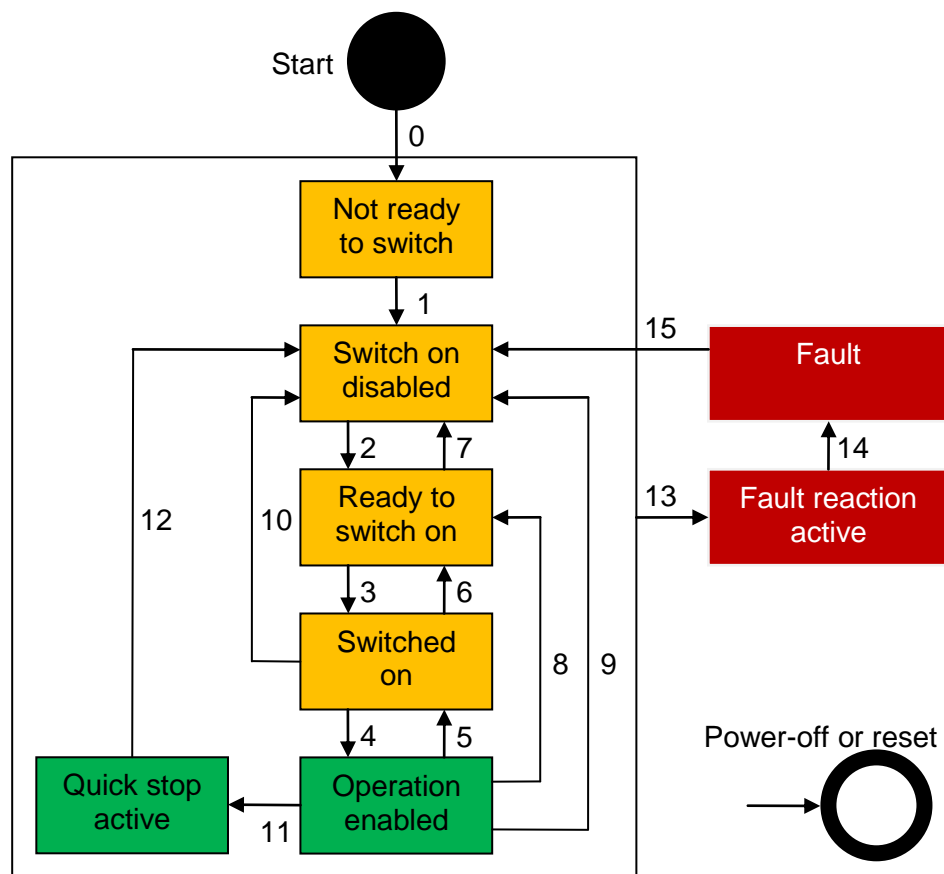 Start
0
Not ready
to switch
1
15
Switch on
disabled
Fault
2
7
14
12
10
Ready to
switch on
13
Fault reaction
active
3
6
Switched
on
8
9
4
5
Power-off or reset
Quick stop
active
11
Operation
enabled